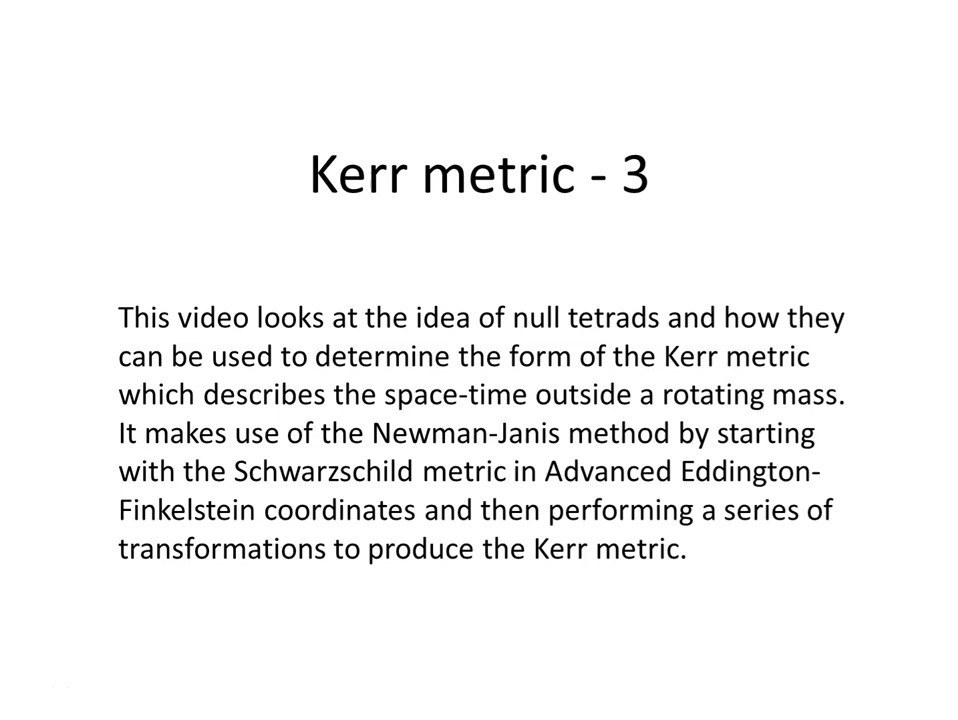 Kerr metric - 3
This video looks at the idea of null tetrads and how they
can be used to determine the form of the Kerr metric
which describes the space-time outside a rotating mass.
It makes use of the Newman-Janis method by starting
with the Schwarzschild metric in Advanced Eddington-
Finkelstein coordinates and then performing a series of
transformations to produce the Kerr metric.